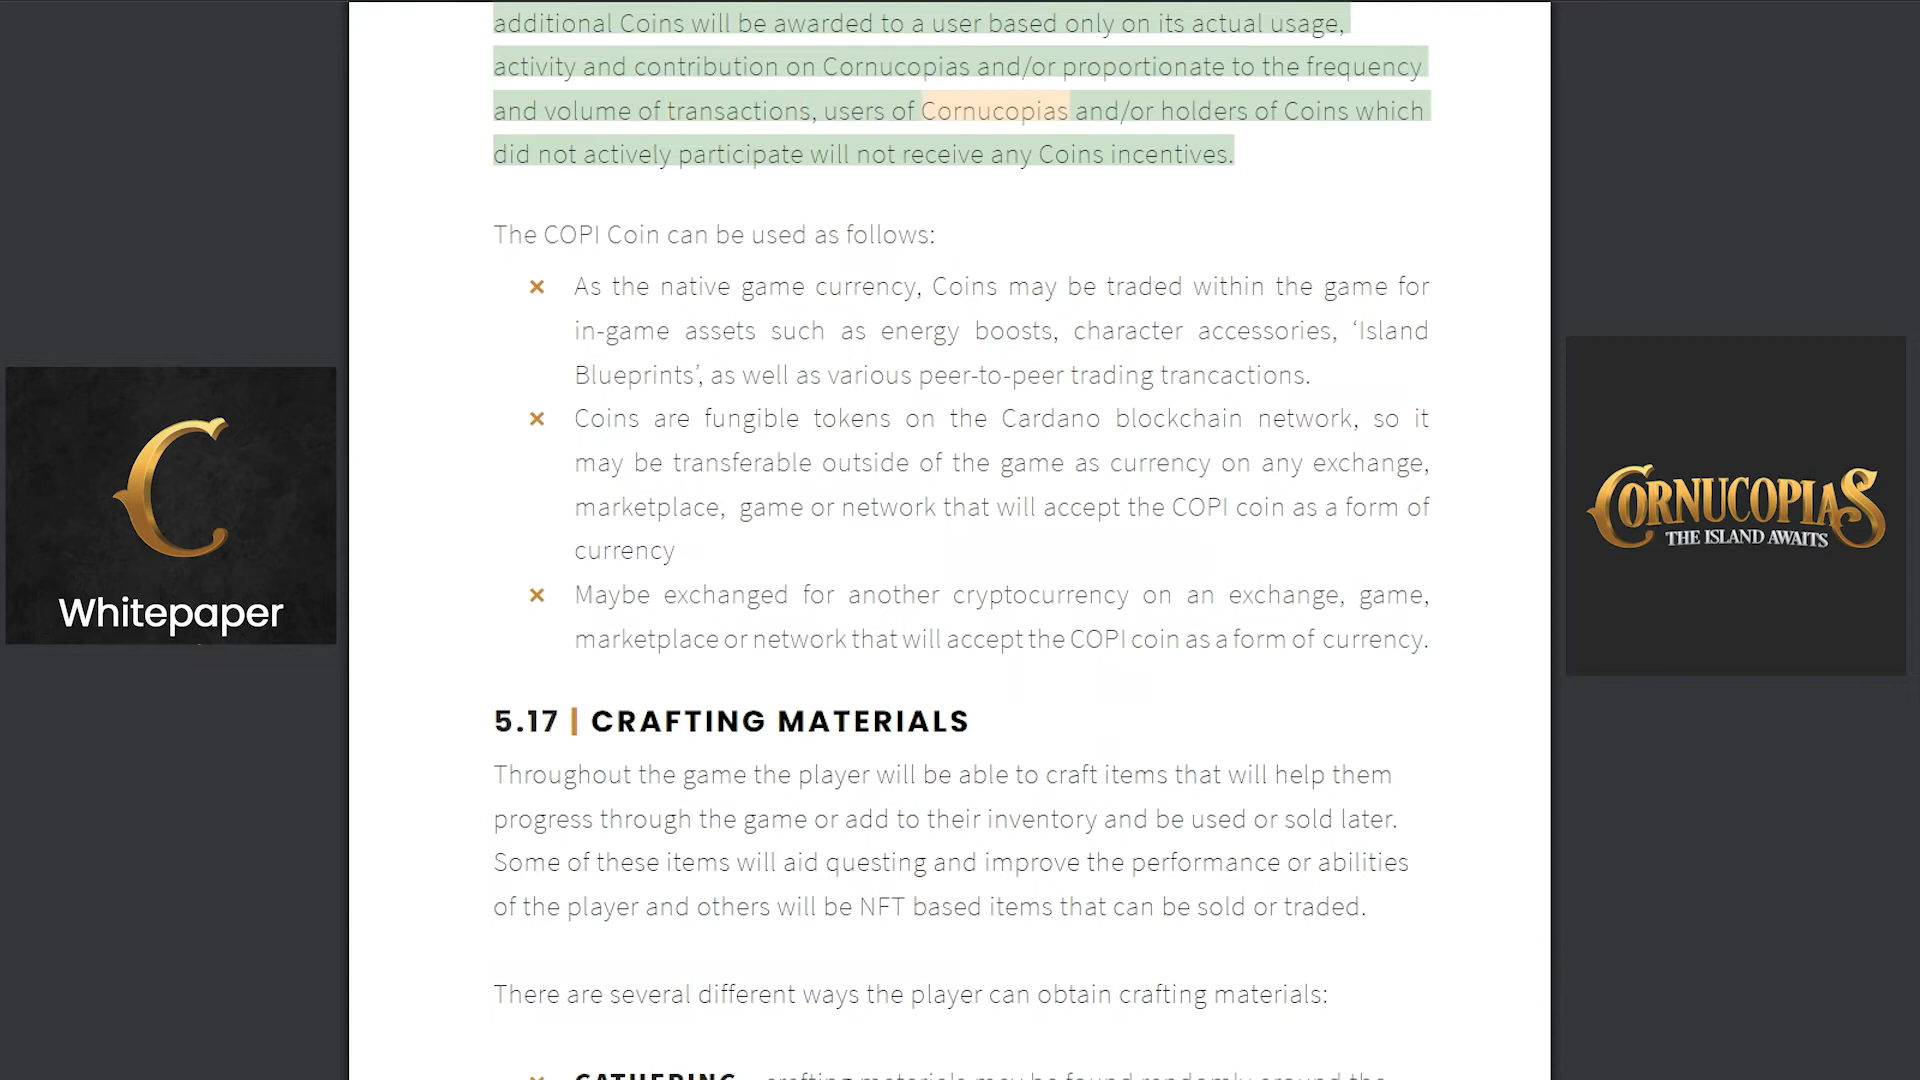 additional Coins will be awarded to a user based only on its actual usage,
activity and contribution on Cornucopias and/or proportionate to the frequency
and volume of transactions, users of Cornucopias and/or holders of Coins which
did not actively participate will not receive any Coins incentives.
The COPI Coin can be used as follows:
× As the native game currency, Coins may be traded within the game for
in-game assets such as energy boosts, character accessories, ‘Island
Blueprints’, as well as various peer-to-peer trading trancactions.
× Coins are fungible tokens on the Cardano blockchain network, so it
may be transferable outside of the game as currency on any exchange,
marketplace, game or network that will accept the COPI coin as a form of
currency
× Maybe exchanged for another cryptocurrency on an exchange, game,
marketplace or network that will accept the COPI coin as a form of currency.
5.17 | CRAFTING MATERIALS
Throughout the game the player will be able to craft items that will help them
progress through the game or add to their inventory and be used or sold later.
Some of these items will aid questing and improve the performance or abilities
of the player and others will be NFT based items that can be sold or traded.
There are several different ways the player can obtain crafting materials:
× GATHERING – crafting materials may be found randomly around the
C
Whitepaper
CORNUCOPIAS
THE ISLAND AWAITS